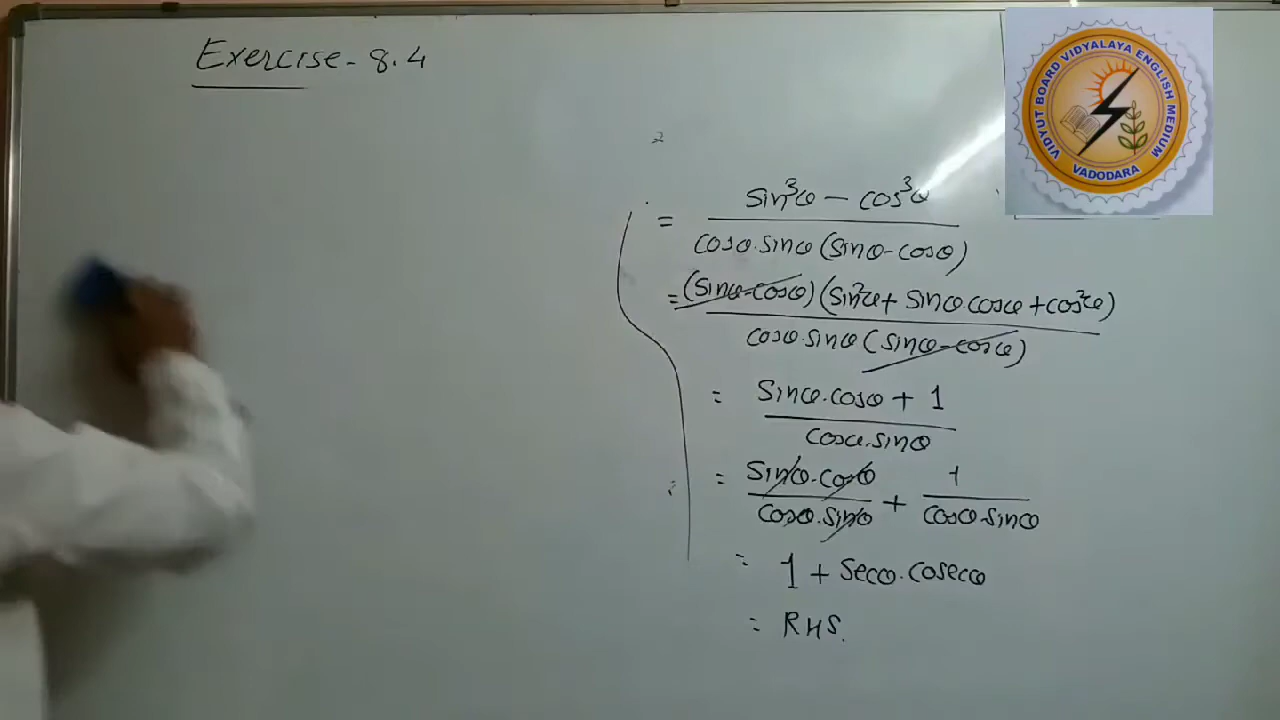 Exercise - 8.4
VIDYUT BOARD VIDYALAYA ENGLISH MEDIUM
VADODARA
2
= sin³θ - cos³θ
cosθ.sinθ (sinθ - cosθ)
= (sinθ-cosθ) (sin²θ + sinθ cosθ + cos²θ)
cosθ.sinθ (sinθ - cosθ)
= sinθ.cosθ + 1
cosθ.sinθ
= sinθ.cosθ + 1
cosθ.sinθ cosθ.sinθ
= 1 + secθ.cosecθ
= RHS.